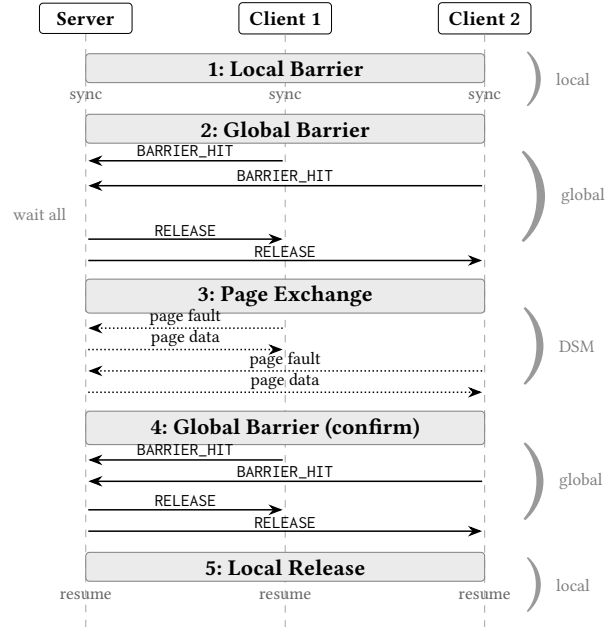 Server Client 1 Client 2
1: Local Barrier
local
sync sync sync
2: Global Barrier
BARRIER_HIT
BARRIER_HIT
global
wait all
RELEASE
RELEASE
3: Page Exchange
page fault
page data
DSM
page fault
page data
4: Global Barrier (confirm)
BARRIER_HIT
BARRIER_HIT
global
RELEASE
RELEASE
5: Local Release
local
resume resume resume